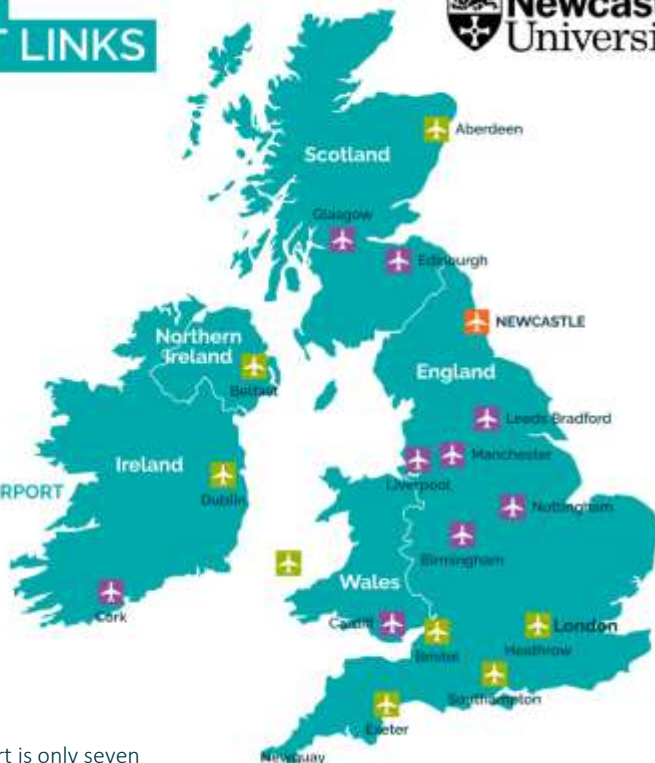 T LINKS
Newcast
Universi
Aberdeen
Scotland
Glasgow
Edinburgh
NEWCASTLE
Northern
Ireland
Belfast
England
Leeds Bradford
Ireland
Manchester
RPORT
Liverpool
Dublin
Nottingham
Birmingham
Wales
Cork
Cardiff
London
Bristol
Heathrow
Southampton
Exeter
rt is only seven
Newquay